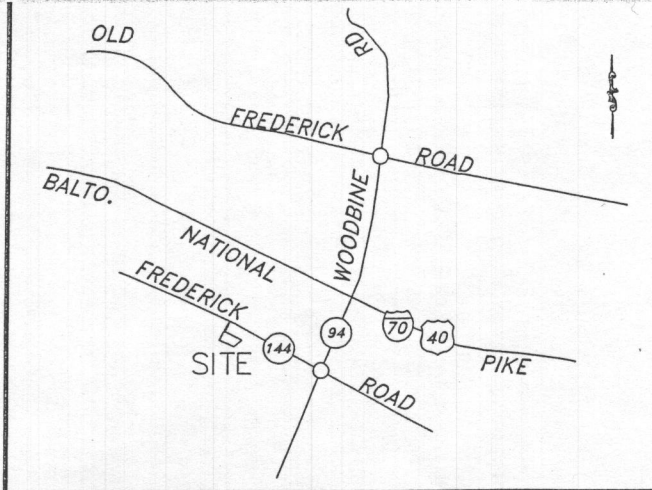 OLD
RD
FREDERICK ROAD
WOODBINE
BALTO.
NATIONAL
70 40
PIKE
FREDERICK
144
94
SITE
ROAD